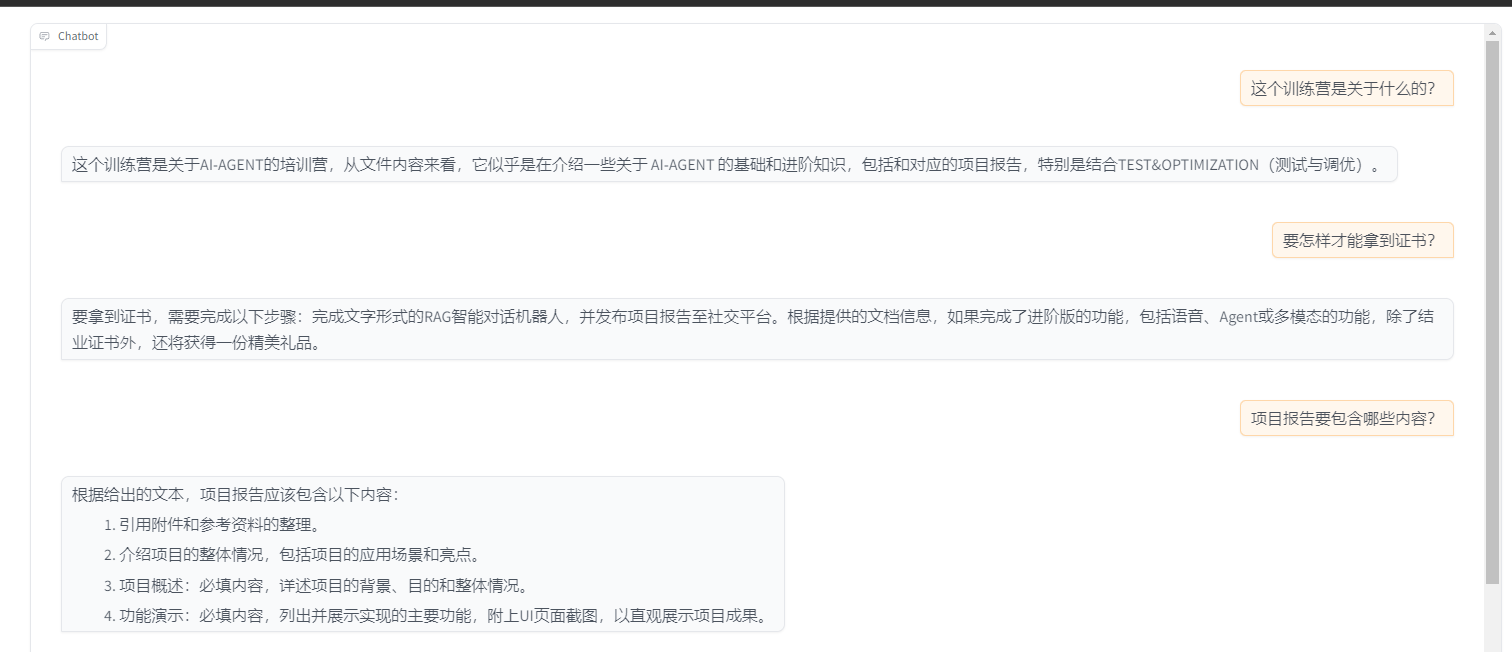 Chatbot
这个训练营是关于什么的？
这个训练营是关于AI-AGENT的培训营，从文件内容来看，它似乎是在介绍一些关于 AI-AGENT 的基础和进阶知识，包括和对应的项目报告，特别是结合TEST&OPTIMIZATION（测试与调优）。
要怎样才能拿到证书？
要拿到证书，需要完成以下步骤：完成文字形式的RAG智能对话机器人，并发布项目报告至社交平台。根据提供的文档信息，如果完成了进阶版的功能，包括语音、Agent或多模态的功能，除了结
业证书外，还将获得一份精美礼品。
项目报告要包含哪些内容？
根据给出的文本，项目报告应该包含以下内容：
1. 引用附件和参考资料的整理。
2. 介绍项目的整体情况，包括项目的应用场景和亮点。
3. 项目概述：必填内容，详述项目的背景、目的和整体情况。
4. 功能演示：必填内容，列出并展示实现的主要功能，附上UI页面截图，以直观展示项目成果。